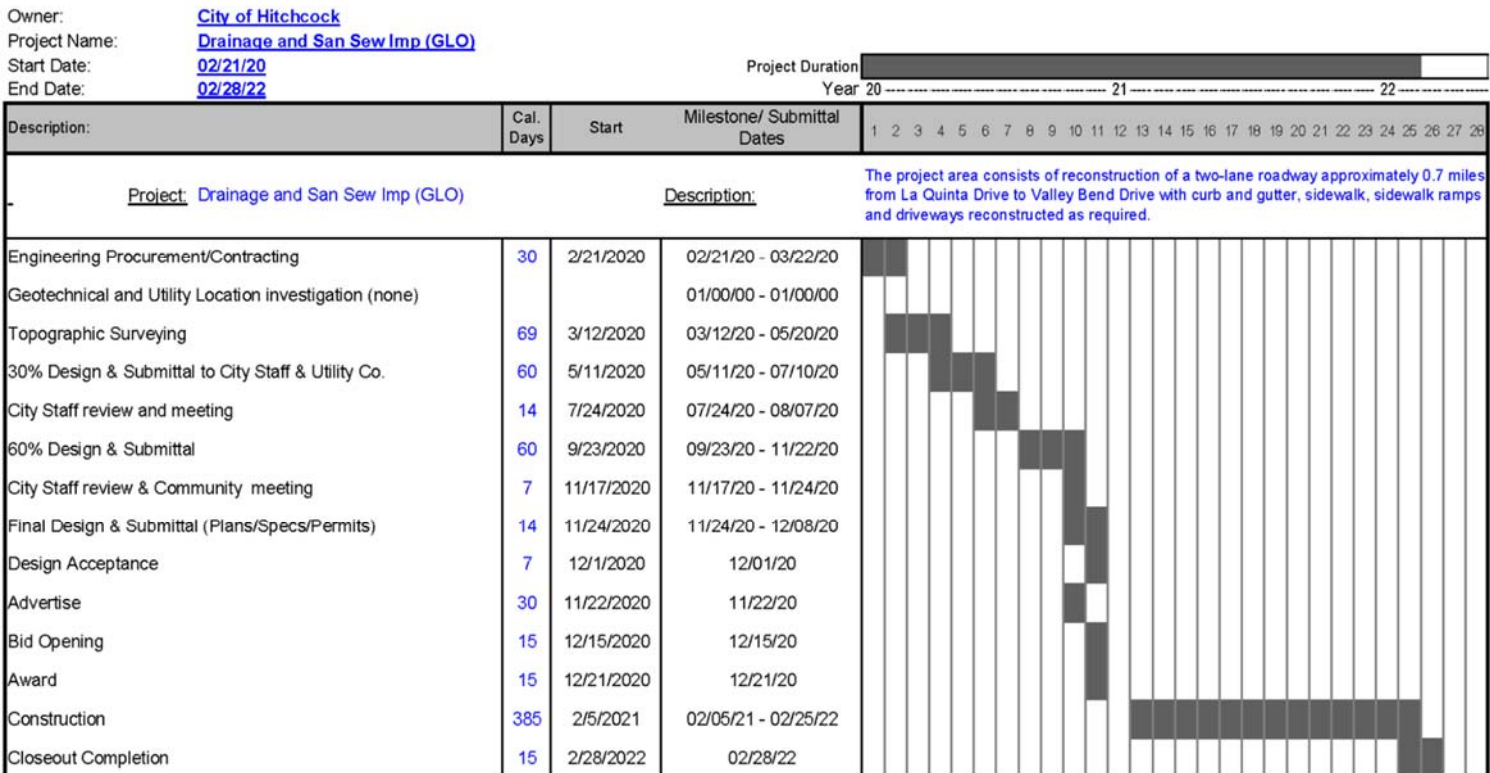 Owner: City of Hitchcock
Project Name: Drainage and San Sew Imp (GLO)
Start Date: 02/21/20 Project Duration
End Date: 02/28/22 Year 20 ---------- 21 ---------- 22 ----------
Description: Cal. Days Start Milestone/ Submittal Dates 1 2 3 4 5 6 7 8 9 10 11 12 13 14 15 16 17 18 19 20 21 22 23 24 25 26 27 28
Project: Drainage and San Sew Imp (GLO) Description:
The project area consists of reconstruction of a two-lane roadway approximately 0.7 miles
from La Quinta Drive to Valley Bend Drive with curb and gutter, sidewalk, sidewalk ramps
and driveways reconstructed as required.
Engineering Procurement/Contracting 30 2/21/2020 02/21/20 - 03/22/20
Geotechnical and Utility Location investigation (none) 01/00/00 - 01/00/00
Topographic Surveying 69 3/12/2020 03/12/20 - 05/20/20
30% Design & Submittal to City Staff & Utility Co. 60 5/11/2020 05/11/20 - 07/10/20
City Staff review and meeting 14 7/24/2020 07/24/20 - 08/07/20
60% Design & Submittal 60 9/23/2020 09/23/20 - 11/22/20
City Staff review & Community meeting 7 11/17/2020 11/17/20 - 11/24/20
Final Design & Submittal (Plans/Specs/Permits) 14 11/24/2020 11/24/20 - 12/08/20
Design Acceptance 7 12/1/2020 12/01/20
Advertise 30 11/22/2020 11/22/20
Bid Opening 15 12/15/2020 12/15/20
Award 15 12/21/2020 12/21/20
Construction 385 2/5/2021 02/05/21 - 02/25/22
Closeout Completion 15 2/28/2022 02/28/22